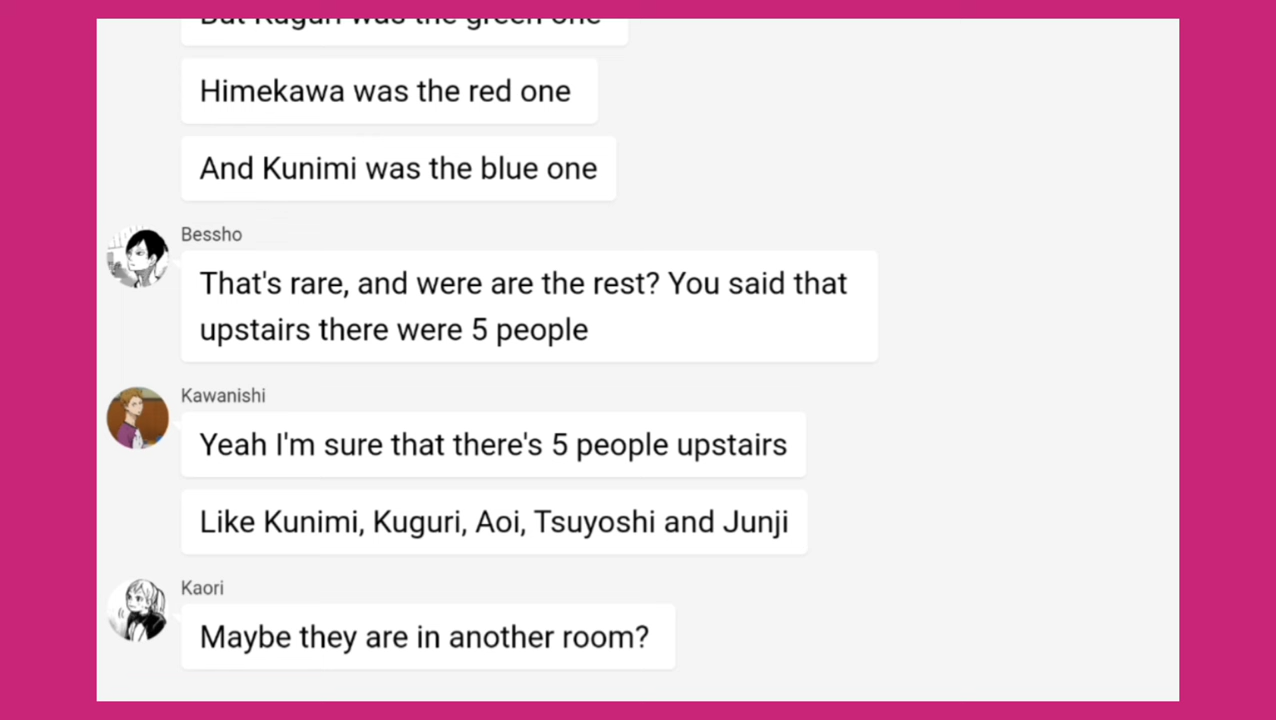 But Kuguri was the green one
Himekawa was the red one
And Kunimi was the blue one
Bessho
That's rare, and were are the rest? You said that
upstairs there were 5 people
Kawanishi
Yeah I'm sure that there's 5 people upstairs
Like Kunimi, Kuguri, Aoi, Tsuyoshi and Junji
Kaori
Maybe they are in another room?